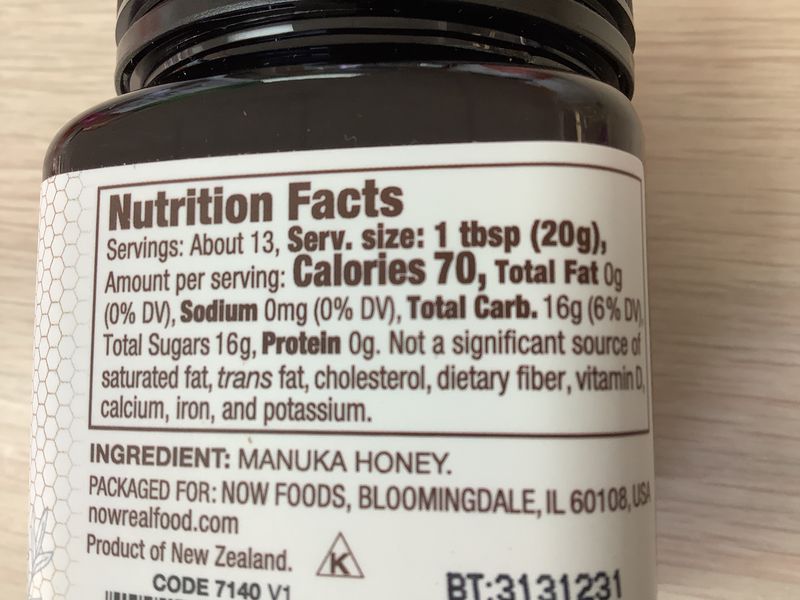 Nutrition Facts
Servings: About 13, Serv. size: 1 tbsp (20g),
Amount per serving: Calories 70, Total Fat 0g
(0% DV), Sodium 0mg (0% DV), Total Carb. 16g (6% DV),
Total Sugars 16g, Protein 0g. Not a significant source of
saturated fat, trans fat, cholesterol, dietary fiber, vitamin D,
calcium, iron, and potassium.
INGREDIENT: MANUKA HONEY.
PACKAGED FOR: NOW FOODS, BLOOMINGDALE, IL 60108, USA
nowrealfood.com
Product of New Zealand.
K
CODE 7140 V1
BT:3131231